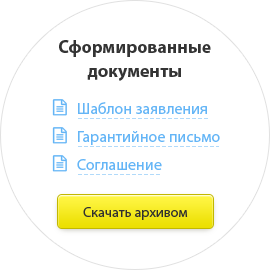 Сформированные
документы
Шаблон заявления
Гарантийное письмо
Соглашение
Скачать архивом